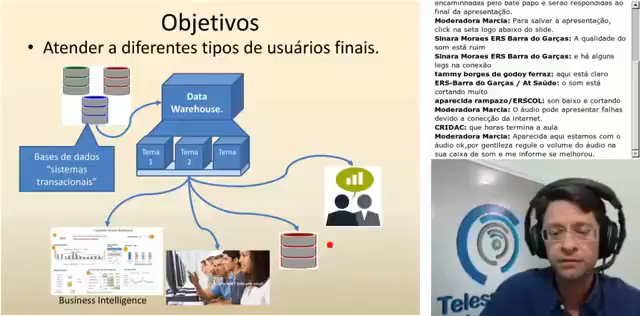 Objetivos
• Atender a diferentes tipos de usuários finais.
Data
Warehouse.
Tema
1
Tema
2
Tema
Bases de dados
"sistemas
transacionais"
Business Intelligence
encaminhadas pelo bate papo e serão respondidas ao
final da apresentação.
Moderadora Marcia: Para salvar a apresentação,
click na seta logo abaixo do slide.
Sinara Moraes ERS Barra do Garças: A qualidade do
som está ruim
Sinara Moraes ERS Barra do Garças: e há alguns
legs na conexão
tammy borges de godoy ferraz: aqui está claro
ERS-Barra do Garças / At Saúde: o som está
cortando muito
aparecida rampazo/ERSCOL: son baixo e cortando
Moderadora Marcia: O áudio pode apresentar falhas
devido a conecção da internet.
CRIDAC: que horas termina a aula
Moderadora Marcia: Aparecida aqui estamos com o
áudio ok,por gentileza regule o volume do áudio na
sua caixa de som e me informe se melhorou.
Teles